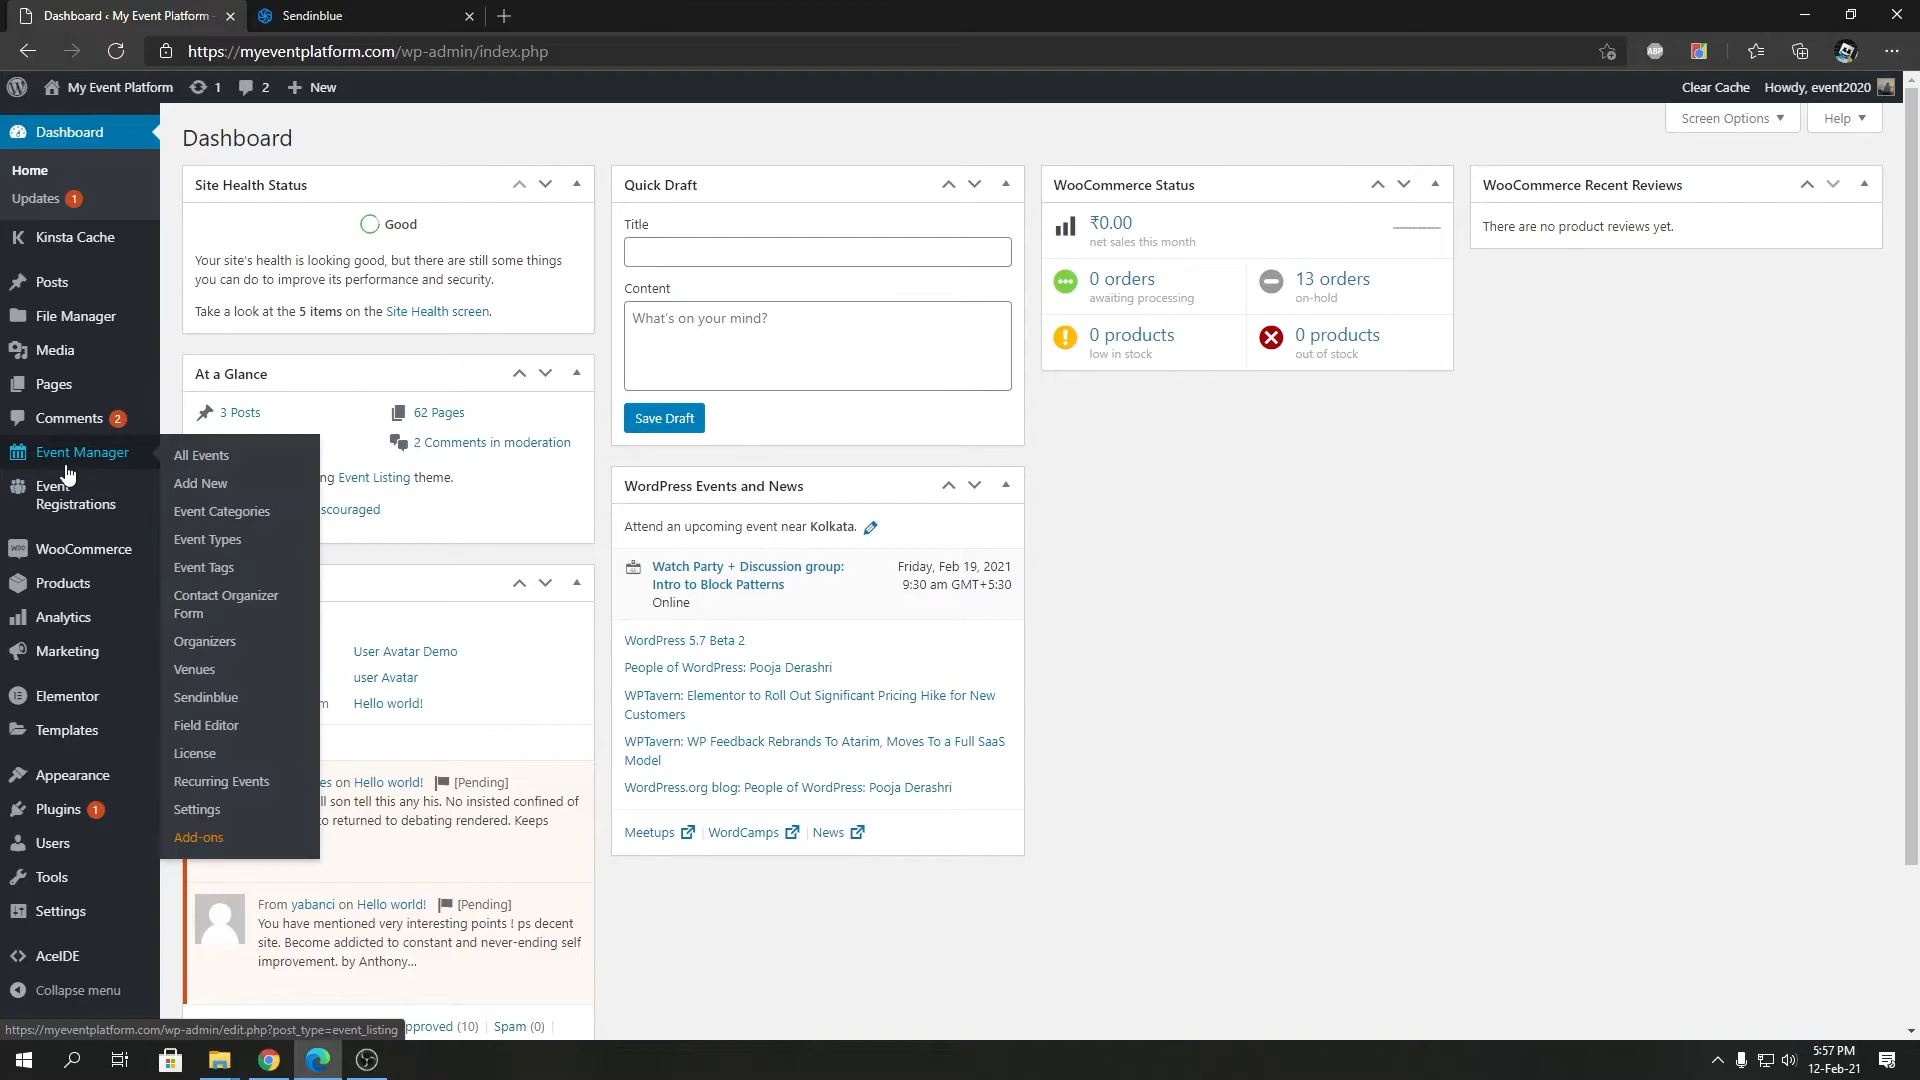 Dashboard ‹ My Event Platform
Sendinblue
https://myeventplatform.com/wp-admin/index.php
ABP
My Event Platform
1
2
New
Clear Cache
Howdy, event2020
Dashboard
Home
Updates 1
Kinsta Cache
Posts
File Manager
Media
Pages
Comments 2
Event Manager
Event
Registrations
WooCommerce
Products
Analytics
Marketing
Elementor
Templates
Appearance
Plugins 1
Users
Tools
Settings
AceIDE
Collapse menu
All Events
Add New
Event Categories
Event Types
Event Tags
Contact Organizer
Form
Organizers
Venues
Sendinblue
Field Editor
License
Recurring Events
Settings
Add-ons
Screen Options
Help
Dashboard
Site Health Status
Good
Your site's health is looking good, but there are still some things
you can do to improve its performance and security.
Take a look at the 5 items on the Site Health screen.
At a Glance
3 Posts
62 Pages
2 Comments in moderation
ng Event Listing theme.
scouraged
User Avatar Demo
user Avatar
m Hello world!
es on Hello world! [Pending]
ll son tell this any his. No insisted confined of
to returned to debating rendered. Keeps
From yabanci on Hello world! [Pending]
You have mentioned very interesting points ! ps decent
site. Become addicted to constant and never-ending self
improvement. by Anthony...
pproved (10) | Spam (0) |
Quick Draft
Title
Content
What's on your mind?
Save Draft
WordPress Events and News
Attend an upcoming event near Kolkata.
Watch Party + Discussion group:
Intro to Block Patterns
Online
Friday, Feb 19, 2021
9:30 am GMT+5:30
WordPress 5.7 Beta 2
People of WordPress: Pooja Derashri
WPTavern: Elementor to Roll Out Significant Pricing Hike for New
Customers
WPTavern: WP Feedback Rebrands To Atarim, Moves To a Full SaaS
Model
WordPress.org blog: People of WordPress: Pooja Derashri
Meetups | WordCamps | News
WooCommerce Status
₹0.00
net sales this month
0 orders
awaiting processing
13 orders
on-hold
0 products
low in stock
0 products
out of stock
WooCommerce Recent Reviews
There are no product reviews yet.
https://myeventplatform.com/wp-admin/edit.php?post_type=event_listing
5:57 PM
12-Feb-21